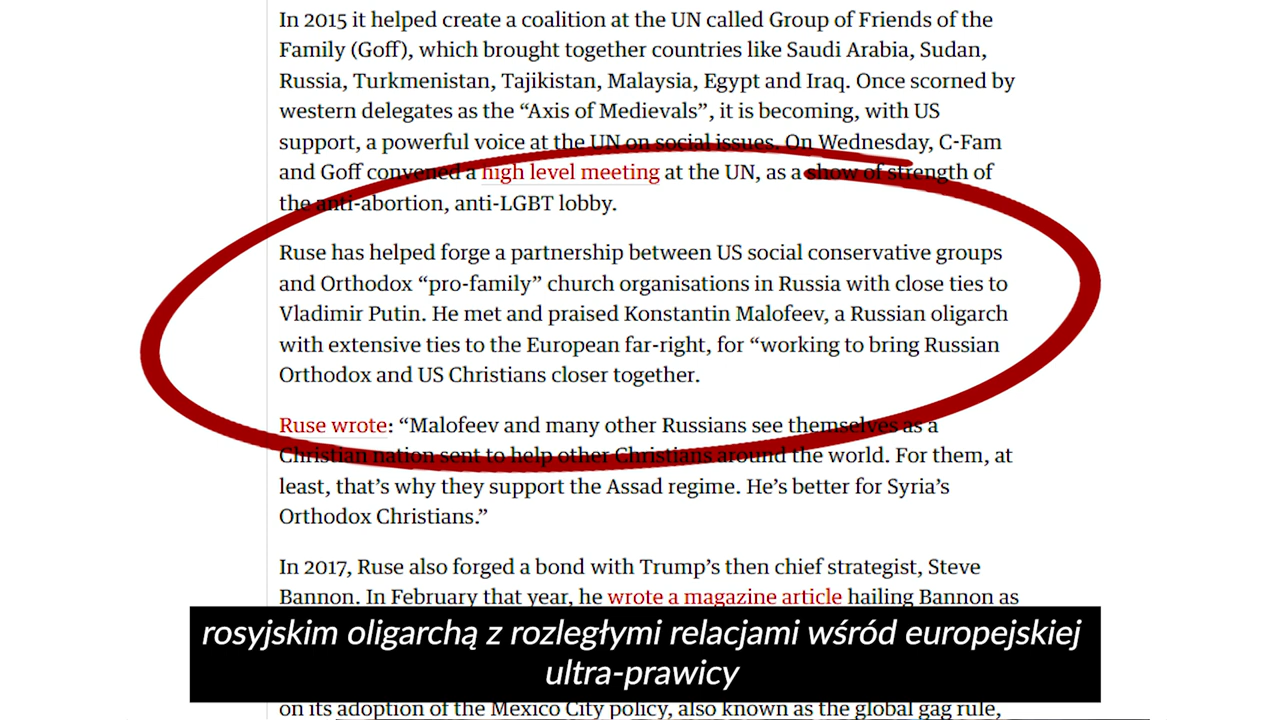 In 2015 it helped create a coalition at the UN called Group of Friends of the
Family (Goff), which brought together countries like Saudi Arabia, Sudan,
Russia, Turkmenistan, Tajikistan, Malaysia, Egypt and Iraq. Once scorned by
western delegates as the “Axis of Medievals”, it is becoming, with US
support, a powerful voice at the UN on social issues. On Wednesday, C-Fam
and Goff convened a high level meeting at the UN, as a show of strength of
the anti-abortion, anti-LGBT lobby.
Ruse has helped forge a partnership between US social conservative groups
and Orthodox “pro-family” church organisations in Russia with close ties to
Vladimir Putin. He met and praised Konstantin Malofeev, a Russian oligarch
with extensive ties to the European far-right, for “working to bring Russian
Orthodox and US Christians closer together.
Ruse wrote: “Malofeev and many other Russians see themselves as a
Christian nation sent to help other Christians around the world. For them, at
least, that’s why they support the Assad regime. He’s better for Syria’s
Orthodox Christians.”
In 2017, Ruse also forged a bond with Trump’s then chief strategist, Steve
Bannon. In February that year, he wrote a magazine article hailing Bannon as
rosyjskim oligarchą z rozległymi relacjami wśród europejskiej
ultra-prawicy
on its adoption of the Mexico City policy, also known as the global gag rule,